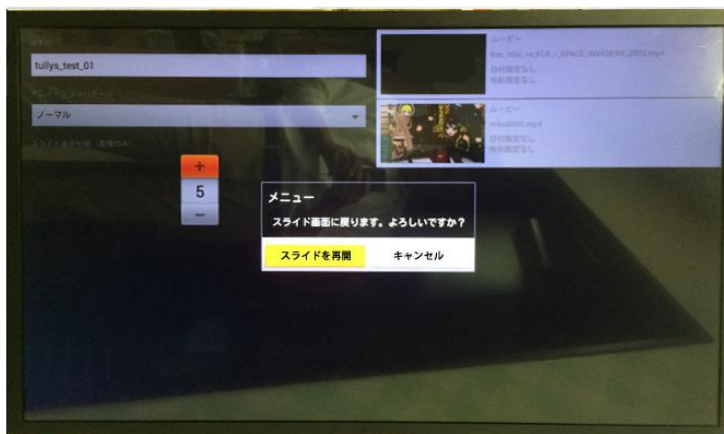 tullys_test_01
ノーマル
+
5
−
ムービー
日付指定なし
時刻指定なし
ムービー
miku6000.mp4
日付指定なし
時刻指定なし
メニュー
スライド画面に戻ります。よろしいですか？
スライドを再開
キャンセル